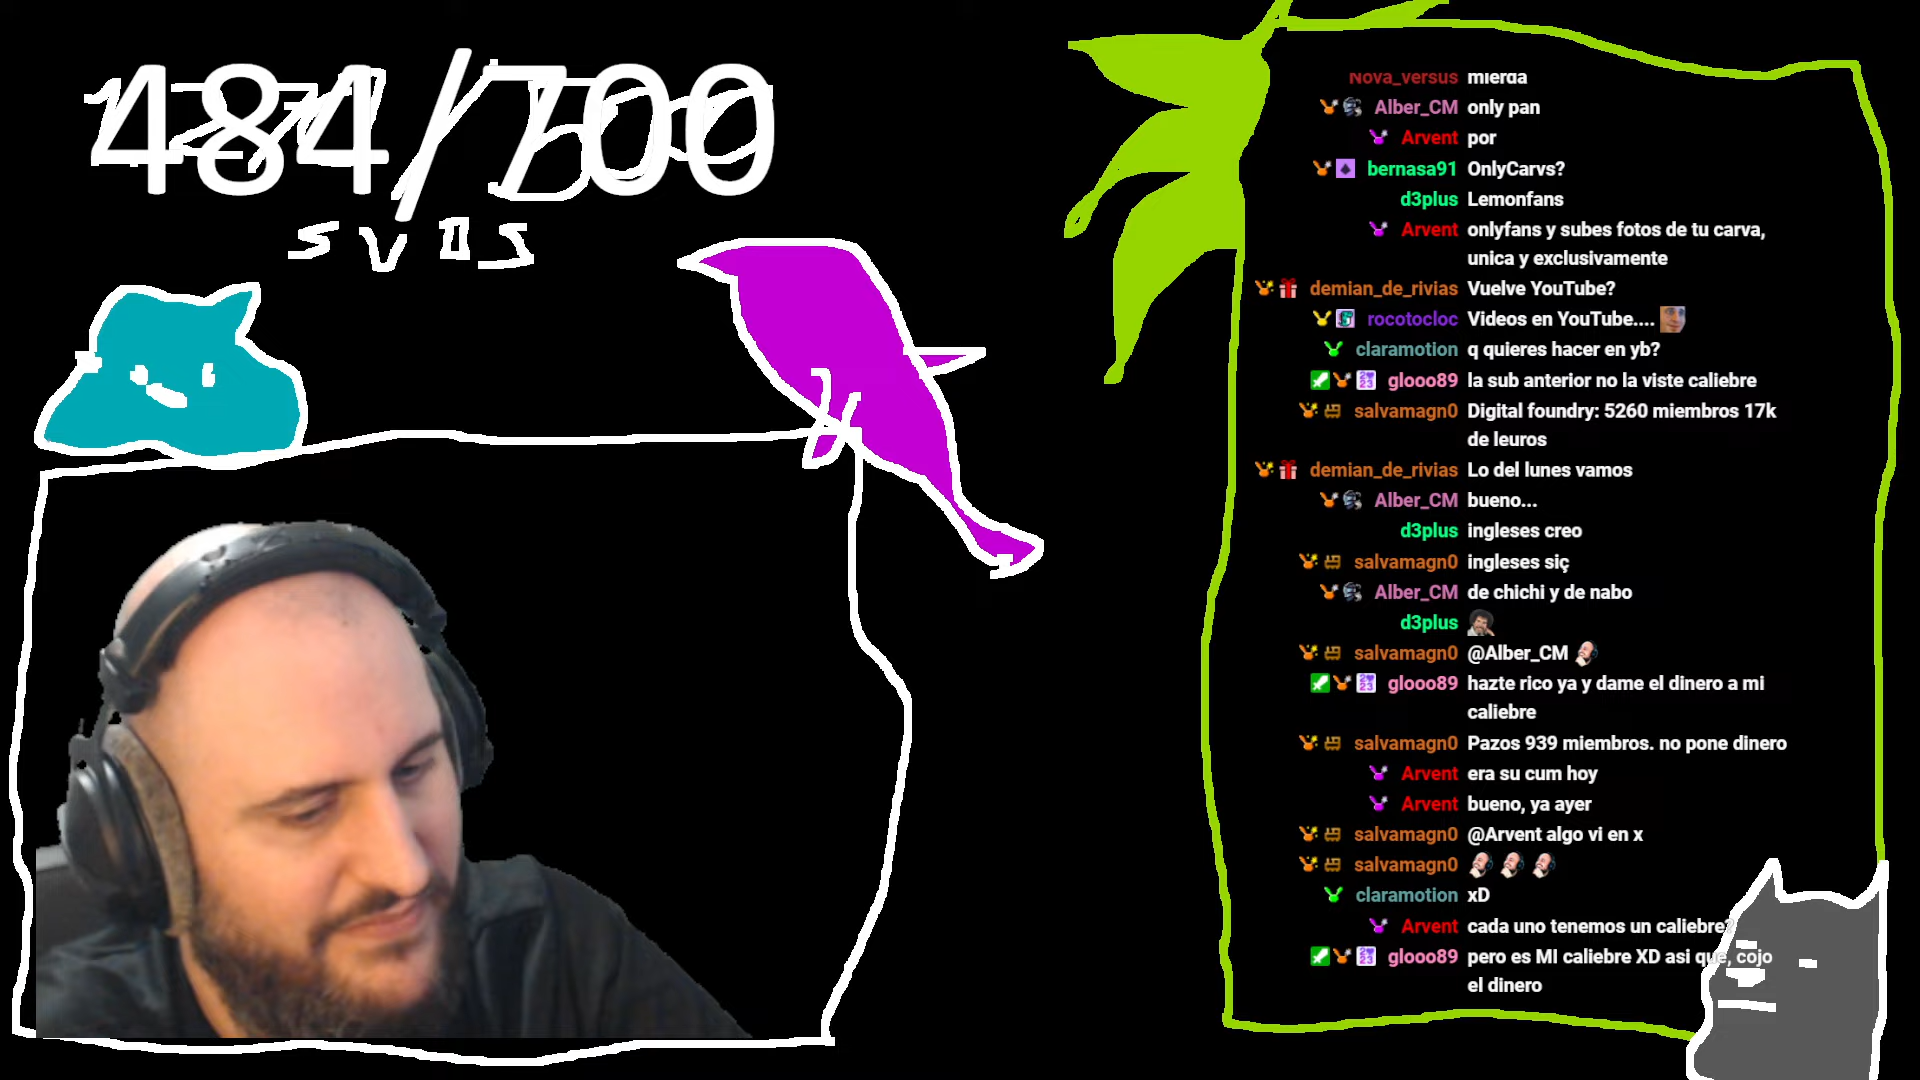 484/700
SUBS
Nova_versus mierda
Alber_CM only pan
Arvent por
bernasa91 OnlyCarvs?
d3plus Lemonfans
Arvent onlyfans y subes fotos de tu carva,
unica y exclusivamente
demian_de_rivias Vuelve YouTube?
rocotocloc Videos en YouTube....
claramotion q quieres hacer en yb?
glooo89 la sub anterior no la viste caliebre
salvamagn0 Digital foundry: 5260 miembros 17k
de leuros
demian_de_rivias Lo del lunes vamos
Alber_CM bueno...
d3plus ingleses creo
salvamagn0 ingleses siç
Alber_CM de chichi y de nabo
d3plus
salvamagn0 @Alber_CM
glooo89 hazte rico ya y dame el dinero a mi
caliebre
salvamagn0 Pazos 939 miembros. no pone dinero
Arvent era su cum hoy
Arvent bueno, ya ayer
salvamagn0 @Arvent algo vi en x
salvamagn0
claramotion xD
Arvent cada uno tenemos un caliebre?
glooo89 pero es MI caliebre XD asi que, cojo
el dinero